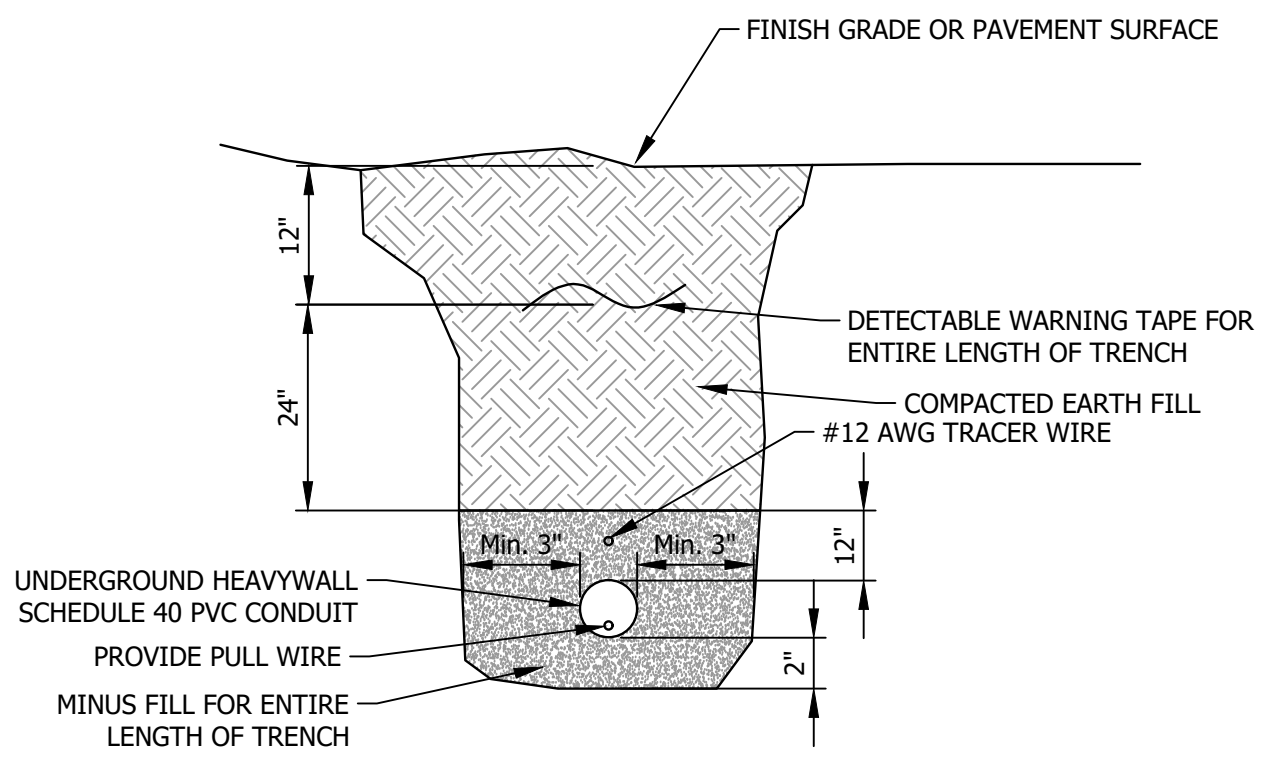 FINISH GRADE OR PAVEMENT SURFACE
12"
DETECTABLE WARNING TAPE FOR
ENTIRE LENGTH OF TRENCH
24"
COMPACTED EARTH FILL
#12 AWG TRACER WIRE
Min. 3"
Min. 3"
12"
UNDERGROUND HEAVYWALL
SCHEDULE 40 PVC CONDUIT
PROVIDE PULL WIRE
2"
MINUS FILL FOR ENTIRE
LENGTH OF TRENCH